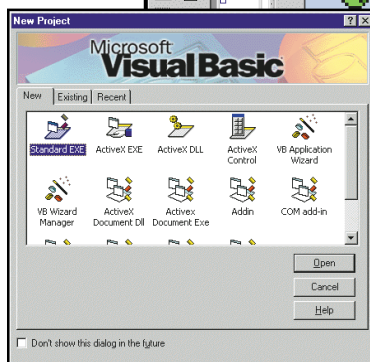 New Project
Microsoft
Visual Basic
New Existing Recent
Standard EXE ActiveX EXE ActiveX DLL ActiveX Control VB Application Wizard
VB Wizard Manager ActiveX Document Dll Activex Document Exe Addin COM add-in
Open
Cancel
Help
Don't show this dialog in the future